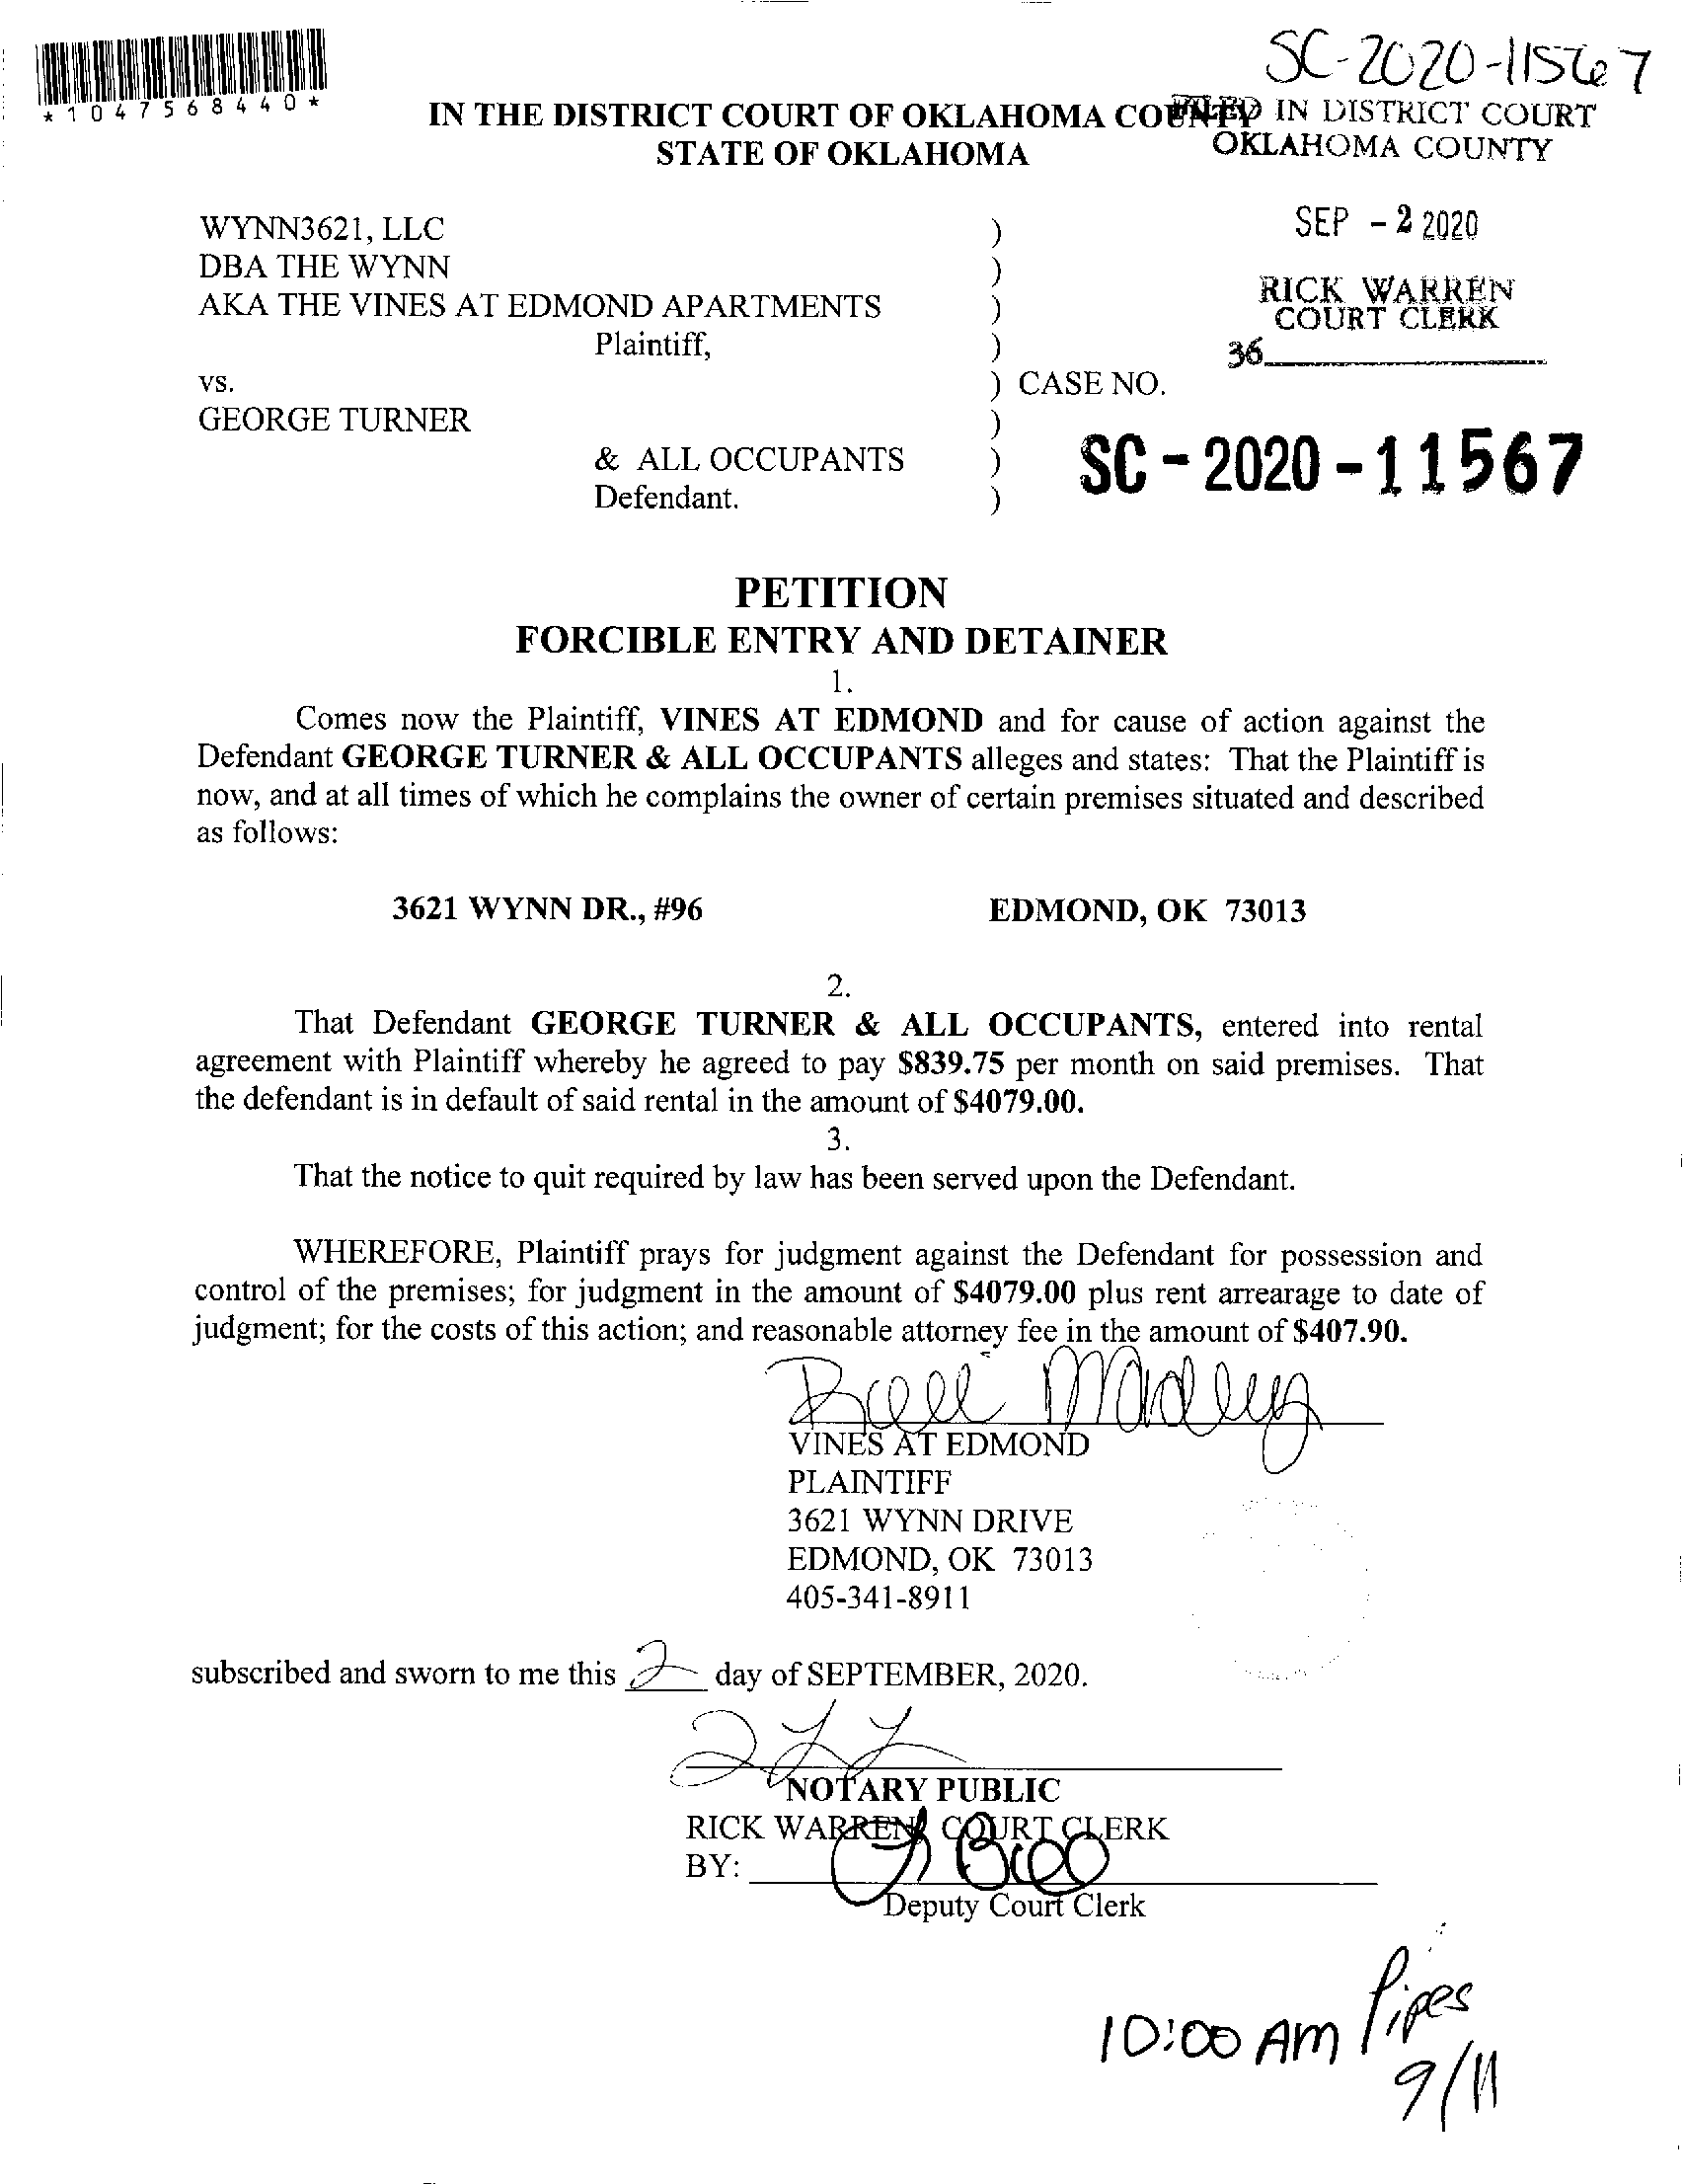 SC-2020-11567
*1047568440*
IN THE DISTRICT COURT OF OKLAHOMA COUNTY
STATE OF OKLAHOMA
FILED IN DISTRICT COURT
OKLAHOMA COUNTY
SEP - 2 2020
RICK WARREN
COURT CLERK
36
WYNN3621, LLC )
DBA THE WYNN )
AKA THE VINES AT EDMOND APARTMENTS )
Plaintiff, )
vs. ) CASE NO.
GEORGE TURNER )
& ALL OCCUPANTS )
Defendant. )
SC - 2020 - 11567
PETITION
FORCIBLE ENTRY AND DETAINER
1.
Comes now the Plaintiff, VINES AT EDMOND and for cause of action against the
Defendant GEORGE TURNER & ALL OCCUPANTS alleges and states: That the Plaintiff is
now, and at all times of which he complains the owner of certain premises situated and described
as follows:
3621 WYNN DR., #96 EDMOND, OK 73013
2.
That Defendant GEORGE TURNER & ALL OCCUPANTS, entered into rental
agreement with Plaintiff whereby he agreed to pay $839.75 per month on said premises. That
the defendant is in default of said rental in the amount of $4079.00.
3.
That the notice to quit required by law has been served upon the Defendant.
WHEREFORE, Plaintiff prays for judgment against the Defendant for possession and
control of the premises; for judgment in the amount of $4079.00 plus rent arrearage to date of
judgment; for the costs of this action; and reasonable attorney fee in the amount of $407.90.
VINES AT EDMOND
PLAINTIFF
3621 WYNN DRIVE
EDMOND, OK 73013
405-341-8911
subscribed and sworn to me this 2 day of SEPTEMBER, 2020.
NOTARY PUBLIC
RICK WARREN, COURT CLERK
BY:
Deputy Court Clerk
10:00 AM Pipes
9/11